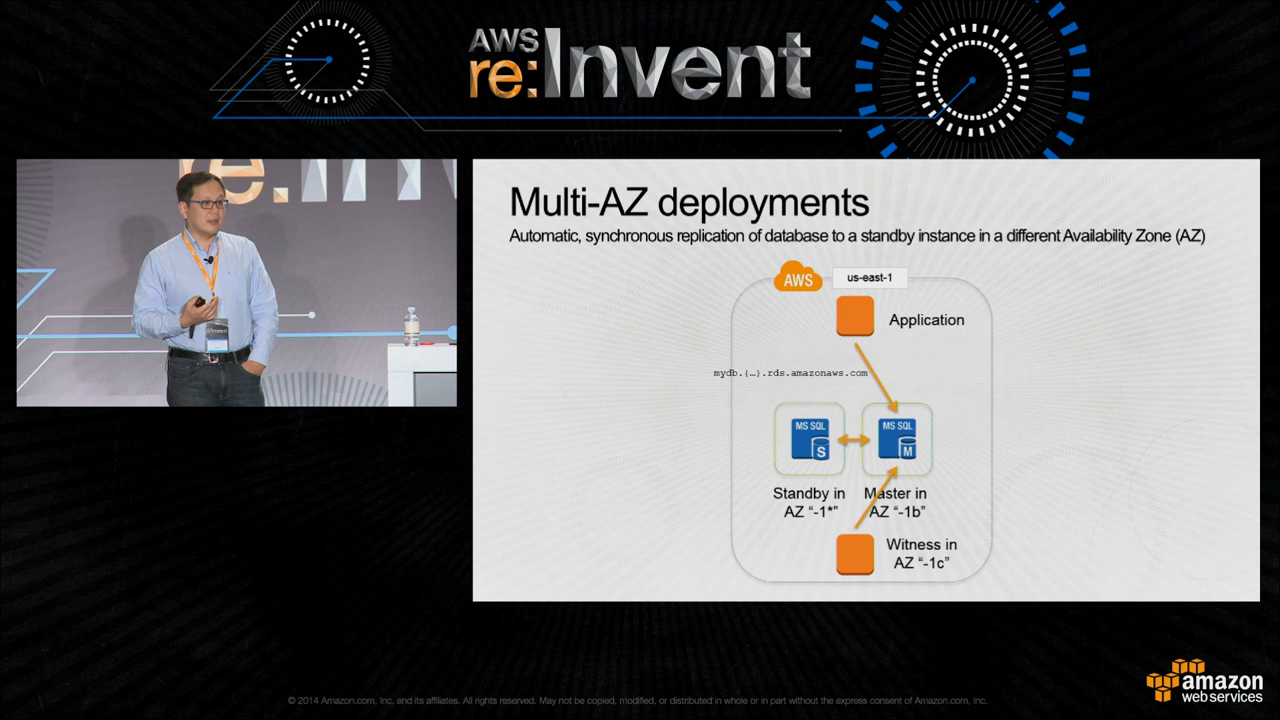 AWS
re:Invent
re:Inv
Multi-AZ deployments
Automatic, synchronous replication of database to a standby instance in a different Availability Zone (AZ)
AWS
us-east-1
Application
mydb.{…}.rds.amazonaws.com
MS SQL
S
MS SQL
M
Standby in
AZ “-1*”
Master in
AZ “-1b”
Witness in
AZ “-1c”
amazon
web services
© 2014 Amazon.com, inc. and its affiliates. All rights reserved. May not be copied, modified, or distributed in whole or in part without the express consent of Amazon.com, inc.